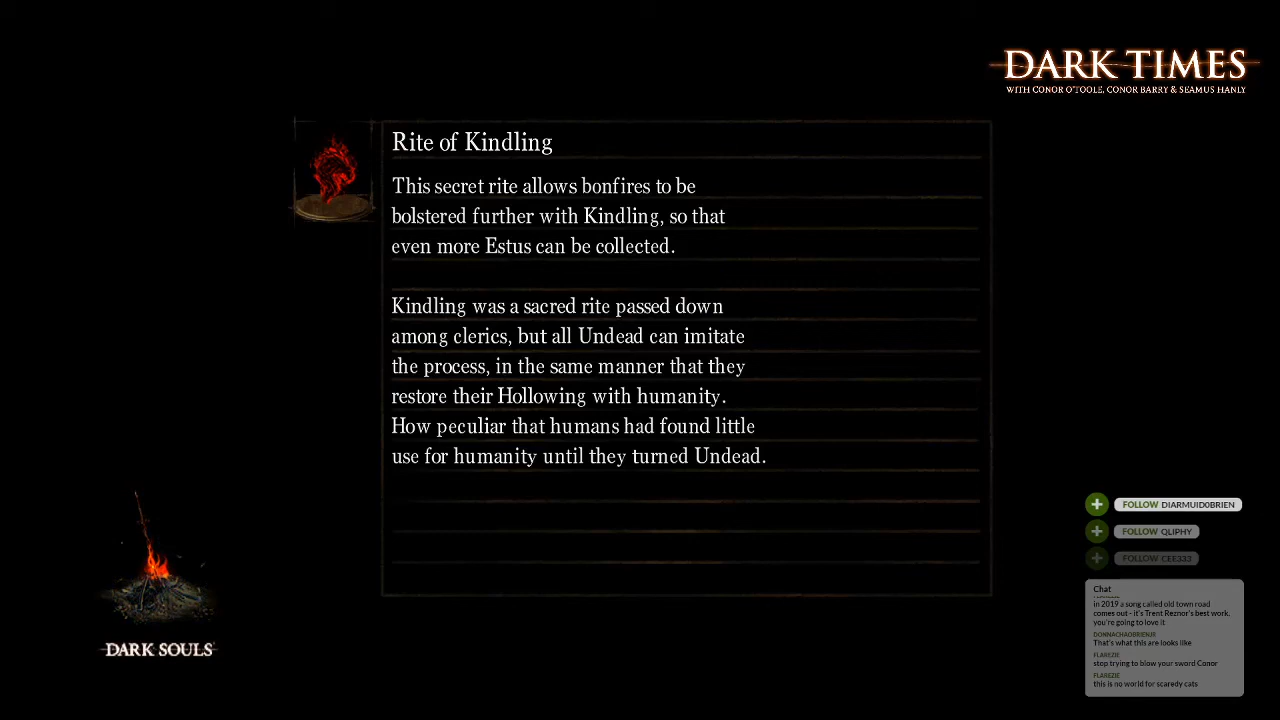 DARK TIMES
WITH CONOR O'TOOLE, CONOR BARRY & SEAMUS HANLY
Rite of Kindling
This secret rite allows bonfires to be
bolstered further with Kindling, so that
even more Estus can be collected.
Kindling was a sacred rite passed down
among clerics, but all Undead can imitate
the process, in the same manner that they
restore their Hollowing with humanity.
How peculiar that humans had found little
use for humanity until they turned Undead.
DARK SOULS
FOLLOW DIARMUID0BRIEN
FOLLOW QLIPHY
FOLLOW CEE333
Chat
in 2019 a song called old town road
comes out - it's Trent Reznor's best work,
you're going to love it
DONNACHAOBRIENJR
That's what this are looks like
FLAREZIE
stop trying to blow your sword Conor
FLAREZIE
this is no world for scaredy cats